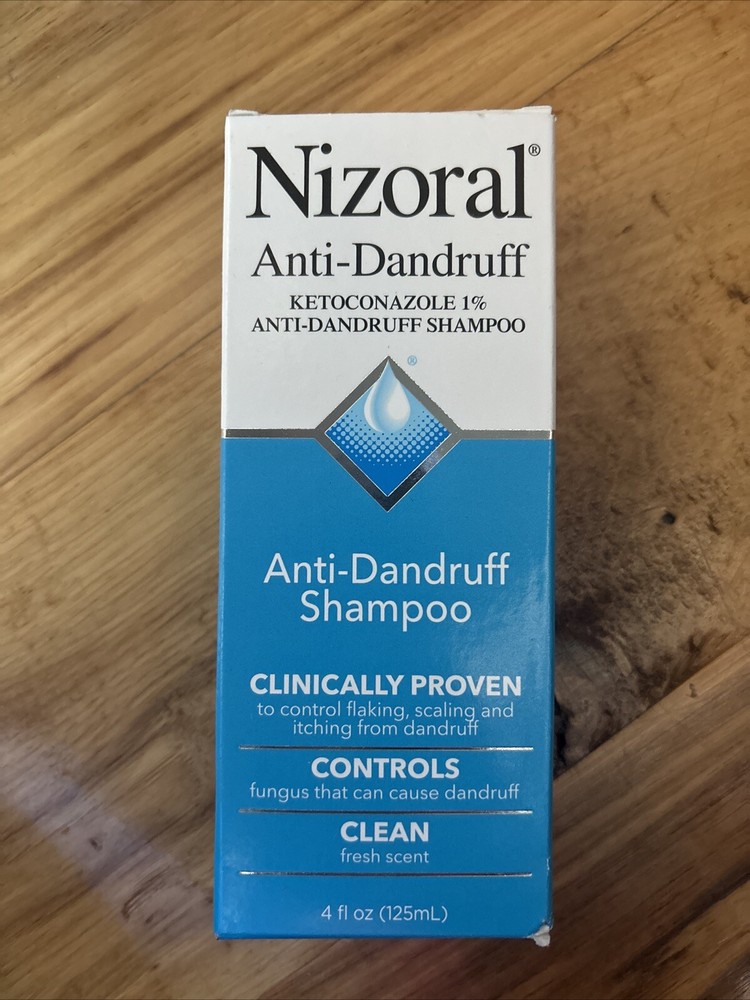 Nizoral®
Anti-Dandruff
KETOCONAZOLE 1%
ANTI-DANDRUFF SHAMPOO
®
Anti-Dandruff
Shampoo
CLINICALLY PROVEN
to control flaking, scaling and
itching from dandruff
CONTROLS
fungus that can cause dandruff
CLEAN
fresh scent
4 fl oz (125mL)